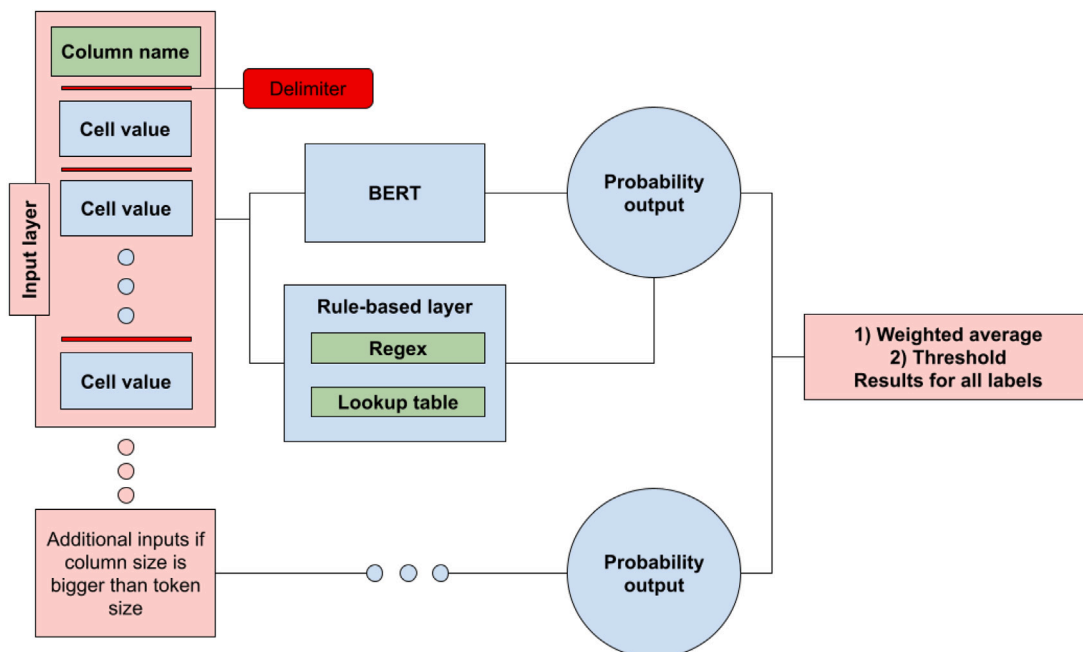 Column name
Delimiter
Cell value
Cell value
Input layer
Cell value
BERT
Probability
output
Rule-based layer
Regex
Lookup table
1) Weighted average
2) Threshold
Results for all labels
Additional inputs if
column size is
bigger than token
size
Probability
output